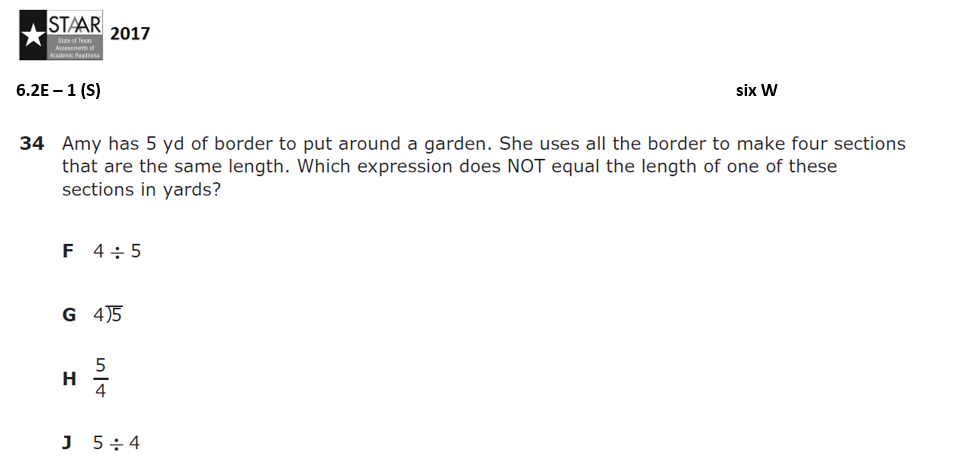 STAAR
State of Texas
Assessments of
Academic Readiness
2017
6.2E – 1 (S) six W
34 Amy has 5 yd of border to put around a garden. She uses all the border to make four sections
that are the same length. Which expression does NOT equal the length of one of these
sections in yards?
F 4 ÷ 5
G 4)5
H 5/4
J 5 ÷ 4